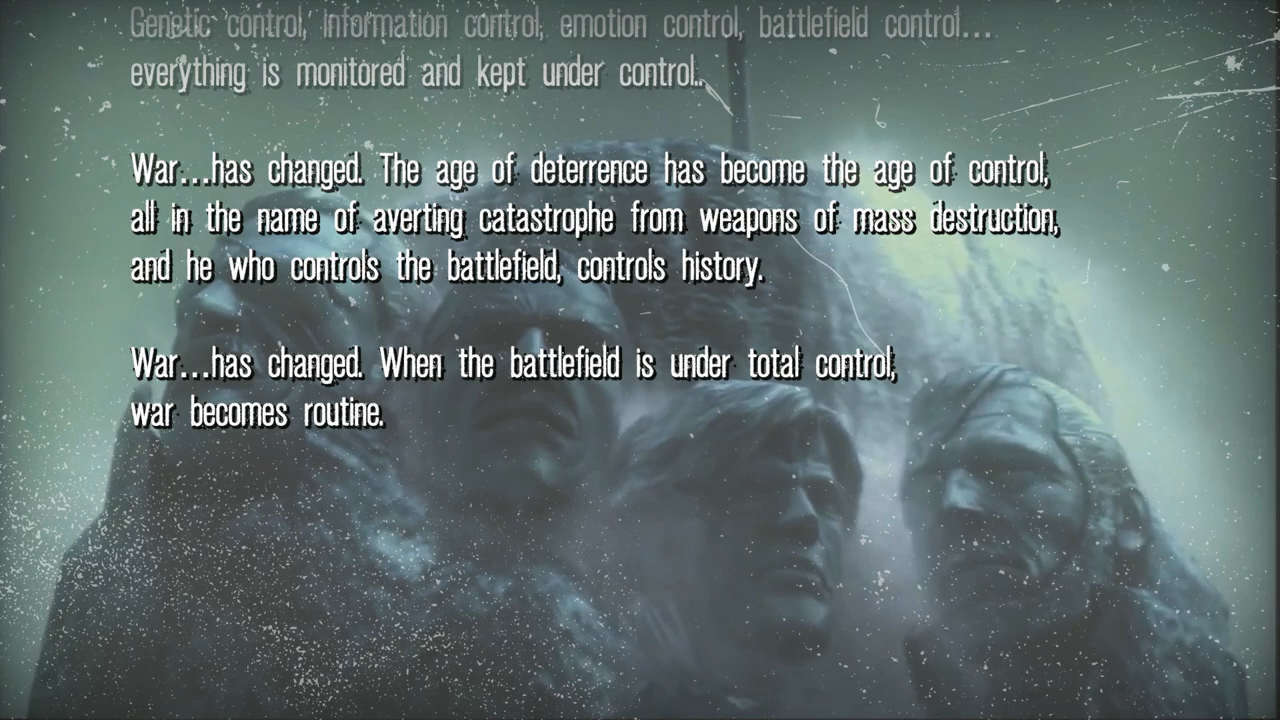 Genetic control, information control, emotion control, battlefield control...
everything is monitored and kept under control..
War...has changed. The age of deterrence has become the age of control,
all in the name of averting catastrophe from weapons of mass destruction,
and he who controls the battlefield, controls history.
War...has changed. When the battlefield is under total control,
war becomes routine.